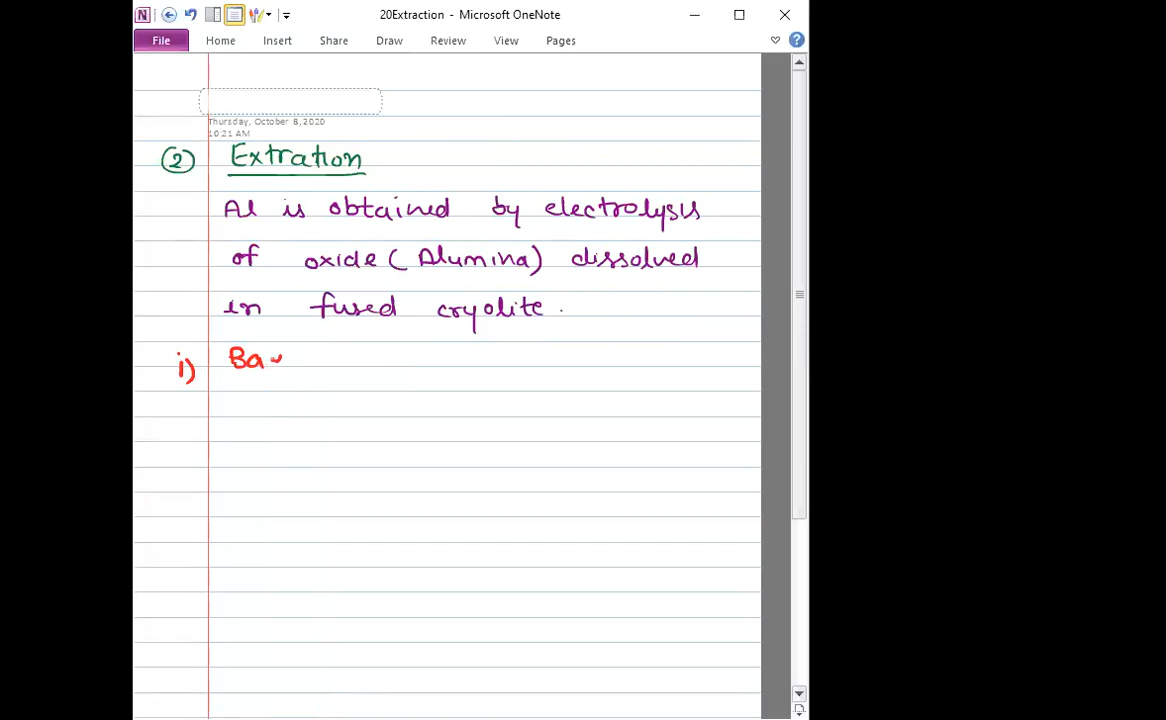 20Extraction - Microsoft OneNote
File Home Insert Share Draw Review View Pages
Thursday, October 8, 2020
10:21 AM
② Extration
Al is obtained by electrolysis
of oxide (Alumina) dissolved
in fused cryolite.
i) Ba